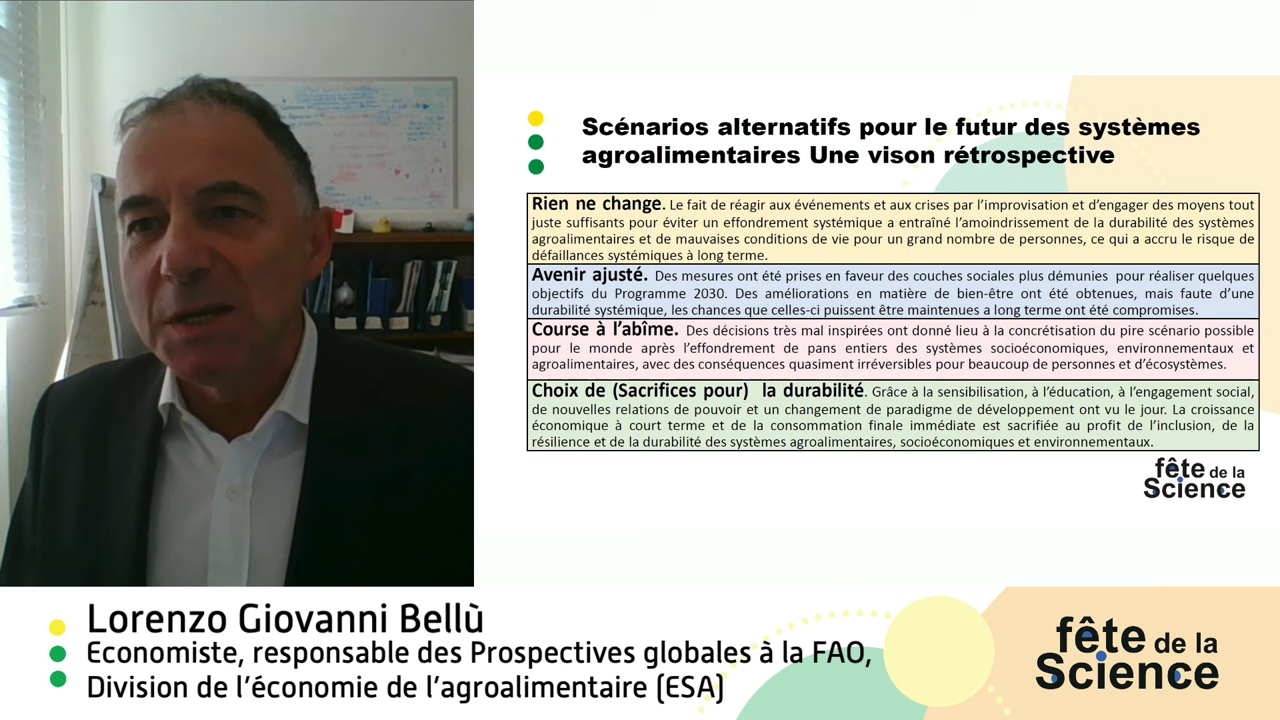 Scénarios alternatifs pour le futur des systèmes
agroalimentaires Une vison rétrospective
Rien ne change. Le fait de réagir aux événements et aux crises par l’improvisation et d’engager des moyens tout
juste suffisants pour éviter un effondrement systémique a entraîné l’amoindrissement de la durabilité des systèmes
agroalimentaires et de mauvaises conditions de vie pour un grand nombre de personnes, ce qui a accru le risque de
défaillances systémiques à long terme.
Avenir ajusté. Des mesures ont été prises en faveur des couches sociales plus démunies pour réaliser quelques
objectifs du Programme 2030. Des améliorations en matière de bien-être ont été obtenues, mais faute d’une
durabilité systémique, les chances que celles-ci puissent être maintenues a long terme ont été compromises.
Course à l’abîme. Des décisions très mal inspirées ont donné lieu à la concrétisation du pire scénario possible
pour le monde après l’effondrement de pans entiers des systèmes socioéconomiques, environnementaux et
agroalimentaires, avec des conséquences quasiment irréversibles pour beaucoup de personnes et d’écosystèmes.
Choix de (Sacrifices pour) la durabilité. Grâce à la sensibilisation, à l’éducation, à l’engagement social,
de nouvelles relations de pouvoir et un changement de paradigme de développement ont vu le jour. La croissance
économique à court terme et de la consommation finale immédiate est sacrifiée au profit de l’inclusion, de la
résilience et de la durabilité des systèmes agroalimentaires, socioéconomiques et environnementaux.
fête de la
Science
Lorenzo Giovanni Bellù
Economiste, responsable des Prospectives globales à la FAO,
Division de l’économie de l’agroalimentaire (ESA)
fête de la
Science